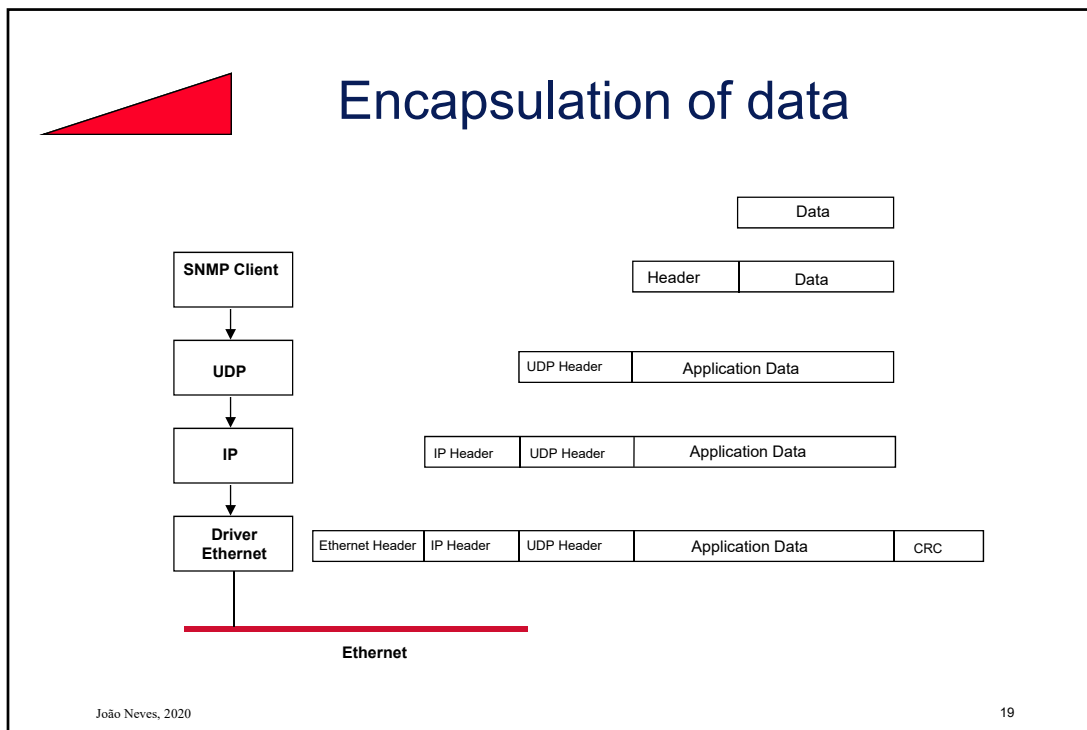 Encapsulation of data
Data
SNMP Client
Header Data
UDP
UDP Header Application Data
IP
IP Header UDP Header Application Data
Driver
Ethernet
Ethernet Header IP Header UDP Header Application Data CRC
Ethernet
João Neves, 2020
19